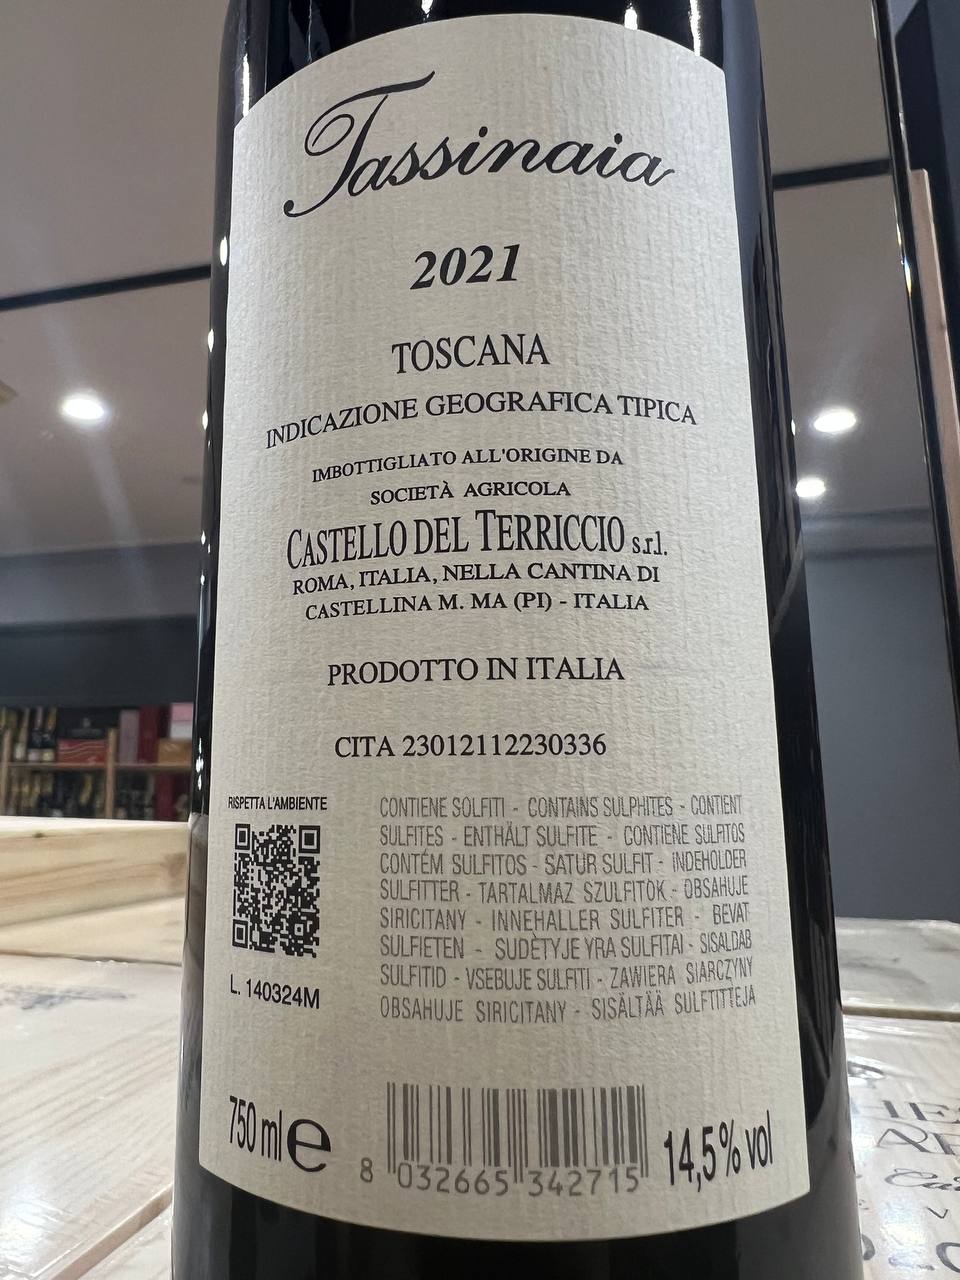 Tassinaia
2021
TOSCANA
INDICAZIONE GEOGRAFICA TIPICA
IMBOTTIGLIATO ALL'ORIGINE DA
SOCIETÀ AGRICOLA
CASTELLO DEL TERRICCIO s.r.l.
ROMA, ITALIA, NELLA CANTINA DI
CASTELLINA M. MA (PI) - ITALIA
PRODOTTO IN ITALIA
CITA 23012112230336
RISPETTA L'AMBIENTE
L. 140324M
CONTIENE SOLFITI - CONTAINS SULPHITES - CONTIENT
SULFITES - ENTHÄLT SULFITE - CONTIENE SULFITOS
CONTÉM SULFITOS - SATUR SULFIT - INDEHOLDER
SULFITTER - TARTALMAZ SZULFITOK - OBSAHUJE
SIRICITANY - INNEHALLER SULFITER - BEVAT
SULFIETEN - SUDĖTYJE YRA SULFITAI - SISALDAB
SULFITID - VSEBUJE SULFITI - ZAWIERA SIARCZYNY
OBSAHUJE SIRICITANY - SISÄLTÄÄ SULFTITTEJA
750 ml e
8 032665 342715
14,5% vol